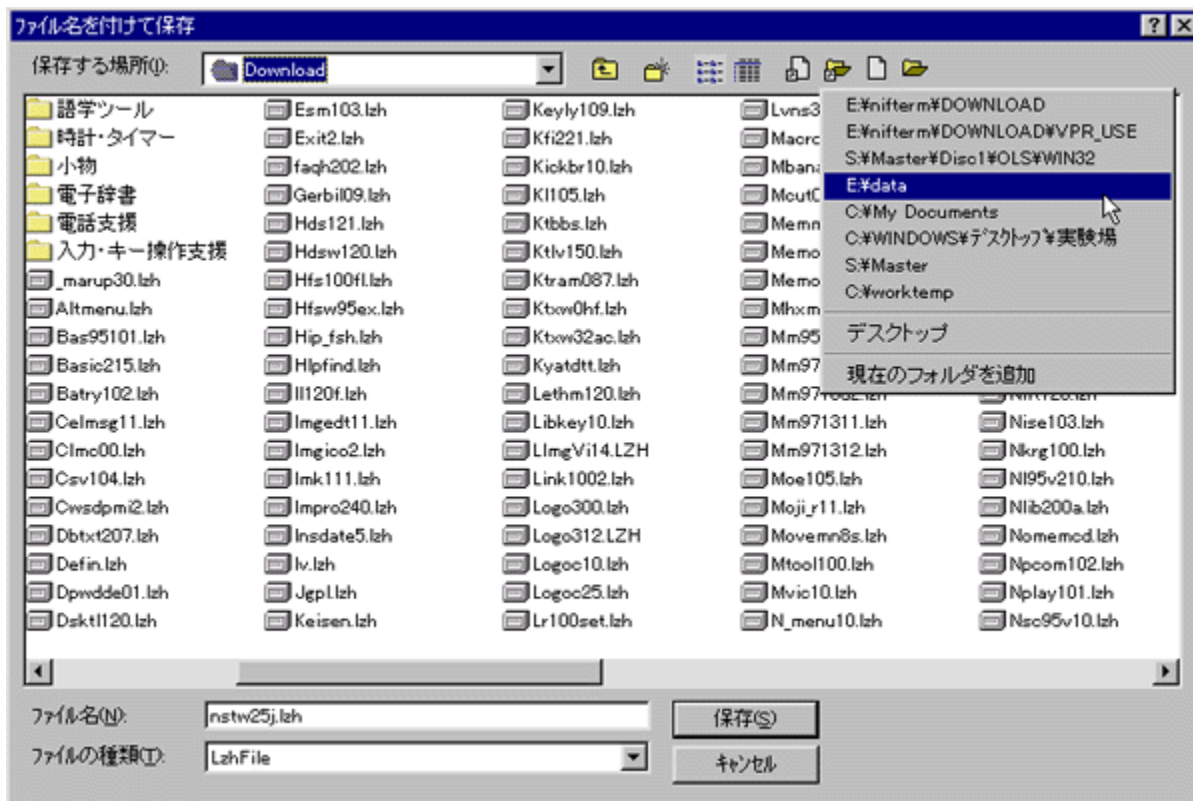 ファイル名を付けて保存
保存する場所(I):
Download
語学ツール
時計・タイマー
小物
電子辞書
電話支援
入力・キー操作支援
_marup30.lzh
Altmenu.lzh
Bas95101.lzh
Basic215.lzh
Batry102.lzh
Celmsg11.lzh
Clmc00.lzh
Csv104.lzh
Cwsdpmi2.lzh
Dbtxt207.lzh
Defin.lzh
Dpwdde01.lzh
Dsktl120.lzh
Esm103.lzh
Exit2.lzh
faqh202.lzh
Gerbil09.lzh
Hds121.lzh
Hdsw120.lzh
Hfs100fl.lzh
Hfsw95ex.lzh
Hip_fsh.lzh
Hlpfind.lzh
Il120f.lzh
Imgedt11.lzh
Imgico2.lzh
Imk111.lzh
Impro240.lzh
Insdate5.lzh
Iv.lzh
Jgpl.lzh
Keisen.lzh
Keyly109.lzh
Kfi221.lzh
Kickbr10.lzh
Kl105.lzh
Ktbbs.lzh
Ktlv150.lzh
Ktram087.lzh
Ktxw0hf.lzh
Ktxw32ac.lzh
Kyatdtt.lzh
Lethm120.lzh
Libkey10.lzh
LImgVi14.LZH
Link1002.lzh
Logo300.lzh
Logo312.LZH
Logoc10.lzh
Logoc25.lzh
Lr100set.lzh
Lvns3
Macrc
Mbana
Mcut0
Memn
Memo
Memo
Mhxm
Mm95
Mm97
Mm971311.lzh
Mm971312.lzh
Moe105.lzh
Moji_r11.lzh
Movemn8s.lzh
Mtool100.lzh
Mvic10.lzh
N_menu10.lzh
Nise103.lzh
Nkrg100.lzh
Nl95v210.lzh
Nlib200a.lzh
Nomemcd.lzh
Npcom102.lzh
Nplay101.lzh
Nsc95v10.lzh
E:¥nifterm¥DOWNLOAD
E:¥nifterm¥DOWNLOAD¥VPR_USE
S:¥Master¥Disc1¥OLS¥WIN32
E:¥data
C:¥My Documents
C:¥WINDOWS¥ﾃﾞｽｸﾄｯﾌﾟ¥実験場
S:¥Master
C:¥worktemp
デスクトップ
現在のフォルダを追加
ファイル名(N):
nstw25j.lzh
保存(S)
ファイルの種類(T):
LzhFile
キャンセル